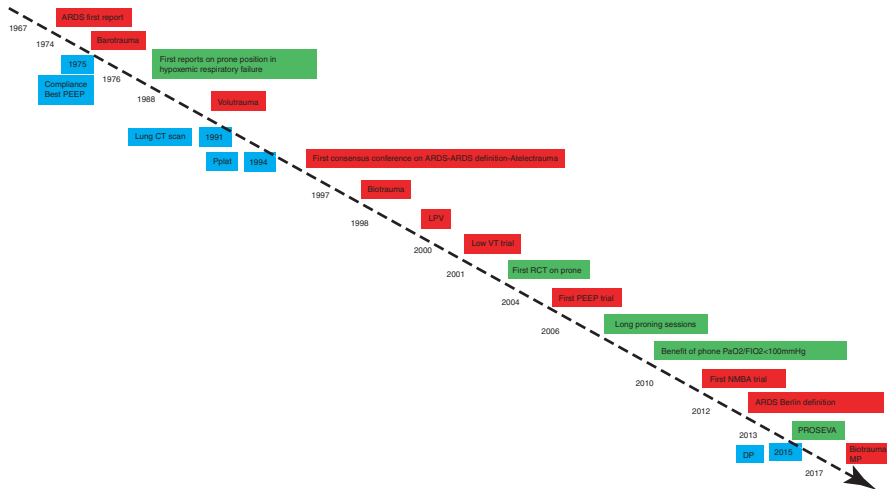 ARDS first report
1967
Barotrauma
1974
First reports on prone position in
hypoxemic respiratory failure
1975
1976
Compliance
Best PEEP
1988
Volutrauma
Lung CT scan
1991
Pplat
1994
First consensus conference on ARDS-ARDS definition-Atelectrauma
1997
Biotrauma
1998
LPV
2000
Low VT trial
2001
First RCT on prone
2004
First PEEP trial
2006
Long proning sessions
Benefit of phone PaO2/FIO2<100mmHg
2010
First NMBA trial
2012
ARDS Berlin definition
2013
PROSEVA
DP
2015
Biotrauma
MP
2017